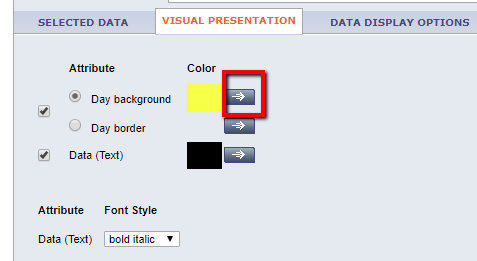 SELECTED DATA VISUAL PRESENTATION DATA DISPLAY OPTIONS
Attribute Color
Day background
Day border
Data (Text)
Attribute Font Style
Data (Text) bold italic